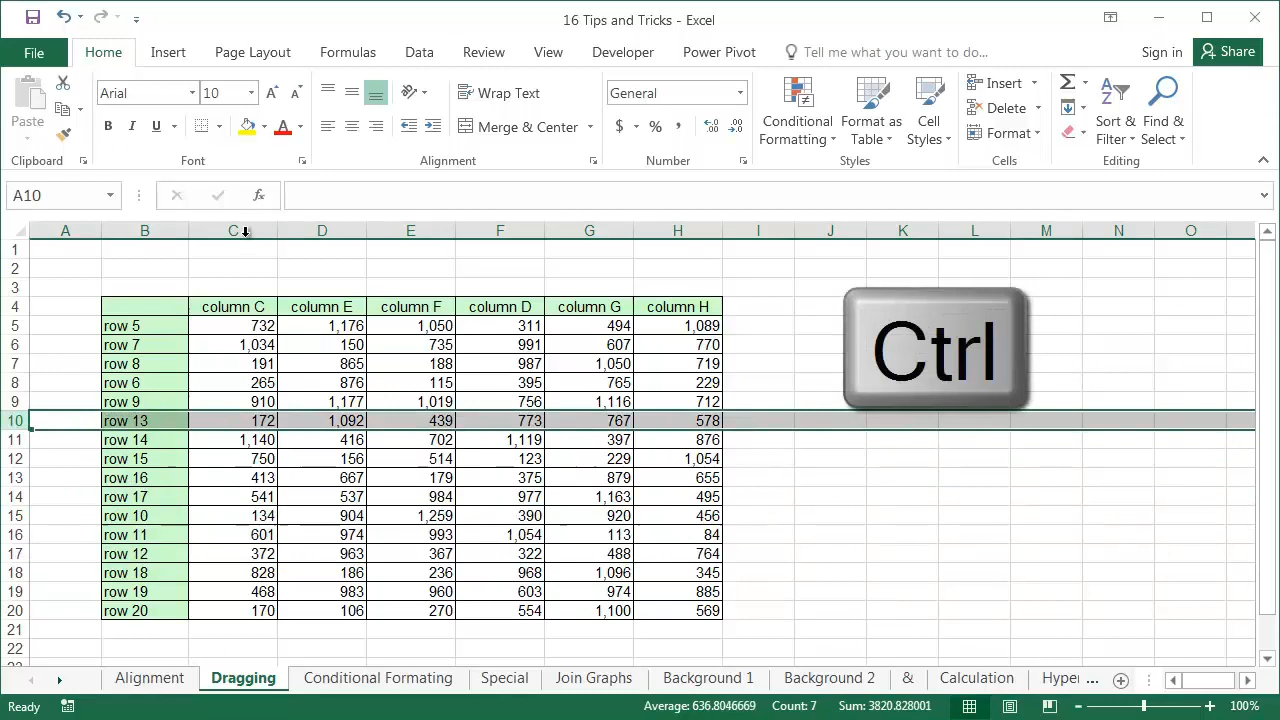 16 Tips and Tricks - Excel
File Home Insert Page Layout Formulas Data Review View Developer Power Pivot Tell me what you want to do... Sign in Share
Paste Arial 10 A A B I U A Wrap Text Merge & Center General $ % , Conditional Formatting Format as Table Cell Styles Insert Delete Format Sort & Filter Find & Select
Clipboard Font Alignment Number Styles Cells Editing
A10 fx
A B C D E F G H I J K L M N O
1
2
3
4 column C column E column F column D column G column H
5 row 5 732 1,176 1,050 311 494 1,089
6 row 7 1,034 150 735 991 607 770
7 row 8 191 865 188 987 1,050 719
8 row 6 265 876 115 395 765 229
9 row 9 910 1,177 1,019 756 1,116 712
10 row 13 172 1,092 439 773 767 578
11 row 14 1,140 416 702 1,119 397 876
12 row 15 750 156 514 123 229 1,054
13 row 16 413 667 179 375 879 655
14 row 17 541 537 984 977 1,163 495
15 row 10 134 904 1,259 390 920 456
16 row 11 601 974 993 1,054 113 84
17 row 12 372 963 367 322 488 764
18 row 18 828 186 236 968 1,096 345
19 row 19 468 983 960 603 974 885
20 row 20 170 106 270 554 1,100 569
21
22
Ctrl
Alignment Dragging Conditional Formating Special Join Graphs Background 1 Background 2 & Calculation Hyper ...
Ready Average: 636.8046669 Count: 7 Sum: 3820.828001 100%